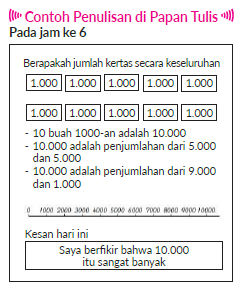 Contoh Penulisan di Papan Tulis
Pada jam ke 6
Berapakah jumlah kertas secara keseluruhan
1.000 1.000 1.000 1.000 1.000
1.000 1.000 1.000 1.000 1.000
- 10 buah 1000-an adalah 10.000
- 10.000 adalah penjumlahan dari 5.000
dan 5.000
- 10.000 adalah penjumlahan dari 9.000
dan 1.000
0 1000 2000 3000 4000 5000 6000 7000 8000 9000 10000.
Kesan hari ini
Saya berfikir bahwa 10.000
itu sangat banyak